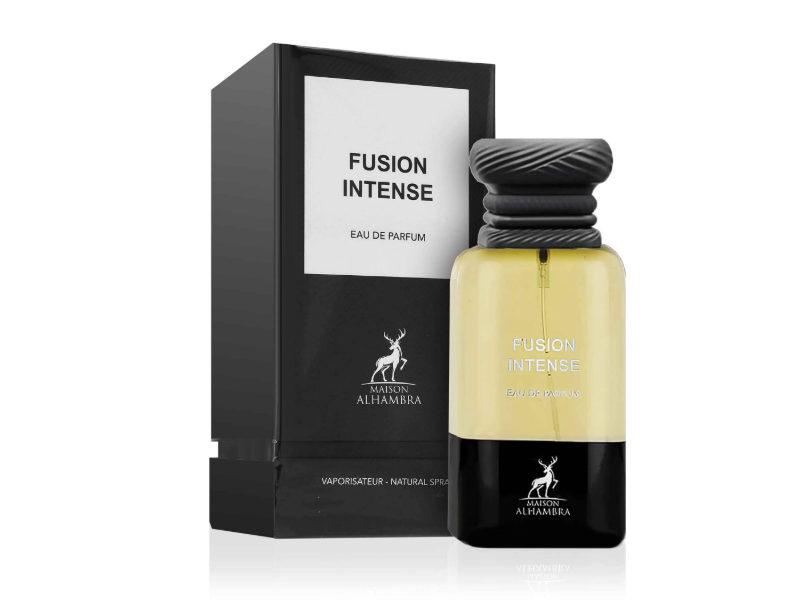 FUSION
INTENSE
EAU DE PARFUM
MAISON
ALHAMBRA
VAPORISATEUR - NATURAL SPRA
FUSION
INTENSE
EAU DE PARFUM
MAISON
ALHAMBRA